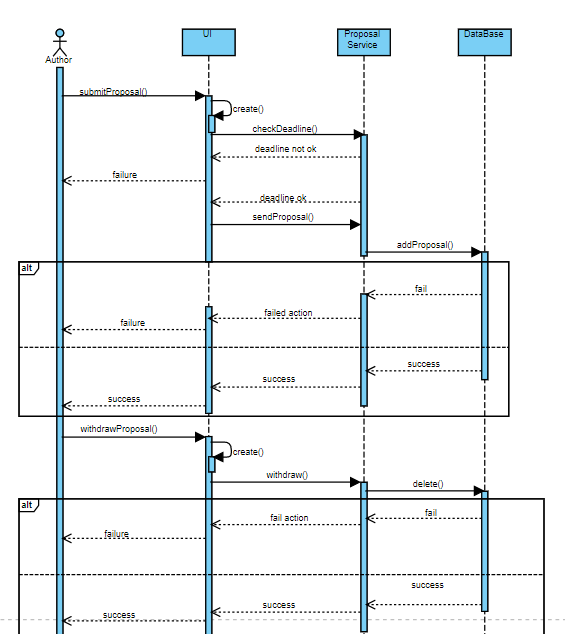 UI
Proposal
Service
DataBase
Author
submitProposal()
create()
checkDeadline()
deadline not ok
failure
deadline ok
sendProposal()
addProposal()
alt
fail
failed action
failure
success
success
success
withdrawProposal()
create()
withdraw()
delete()
alt
fail
fail action
failure
success
success
success